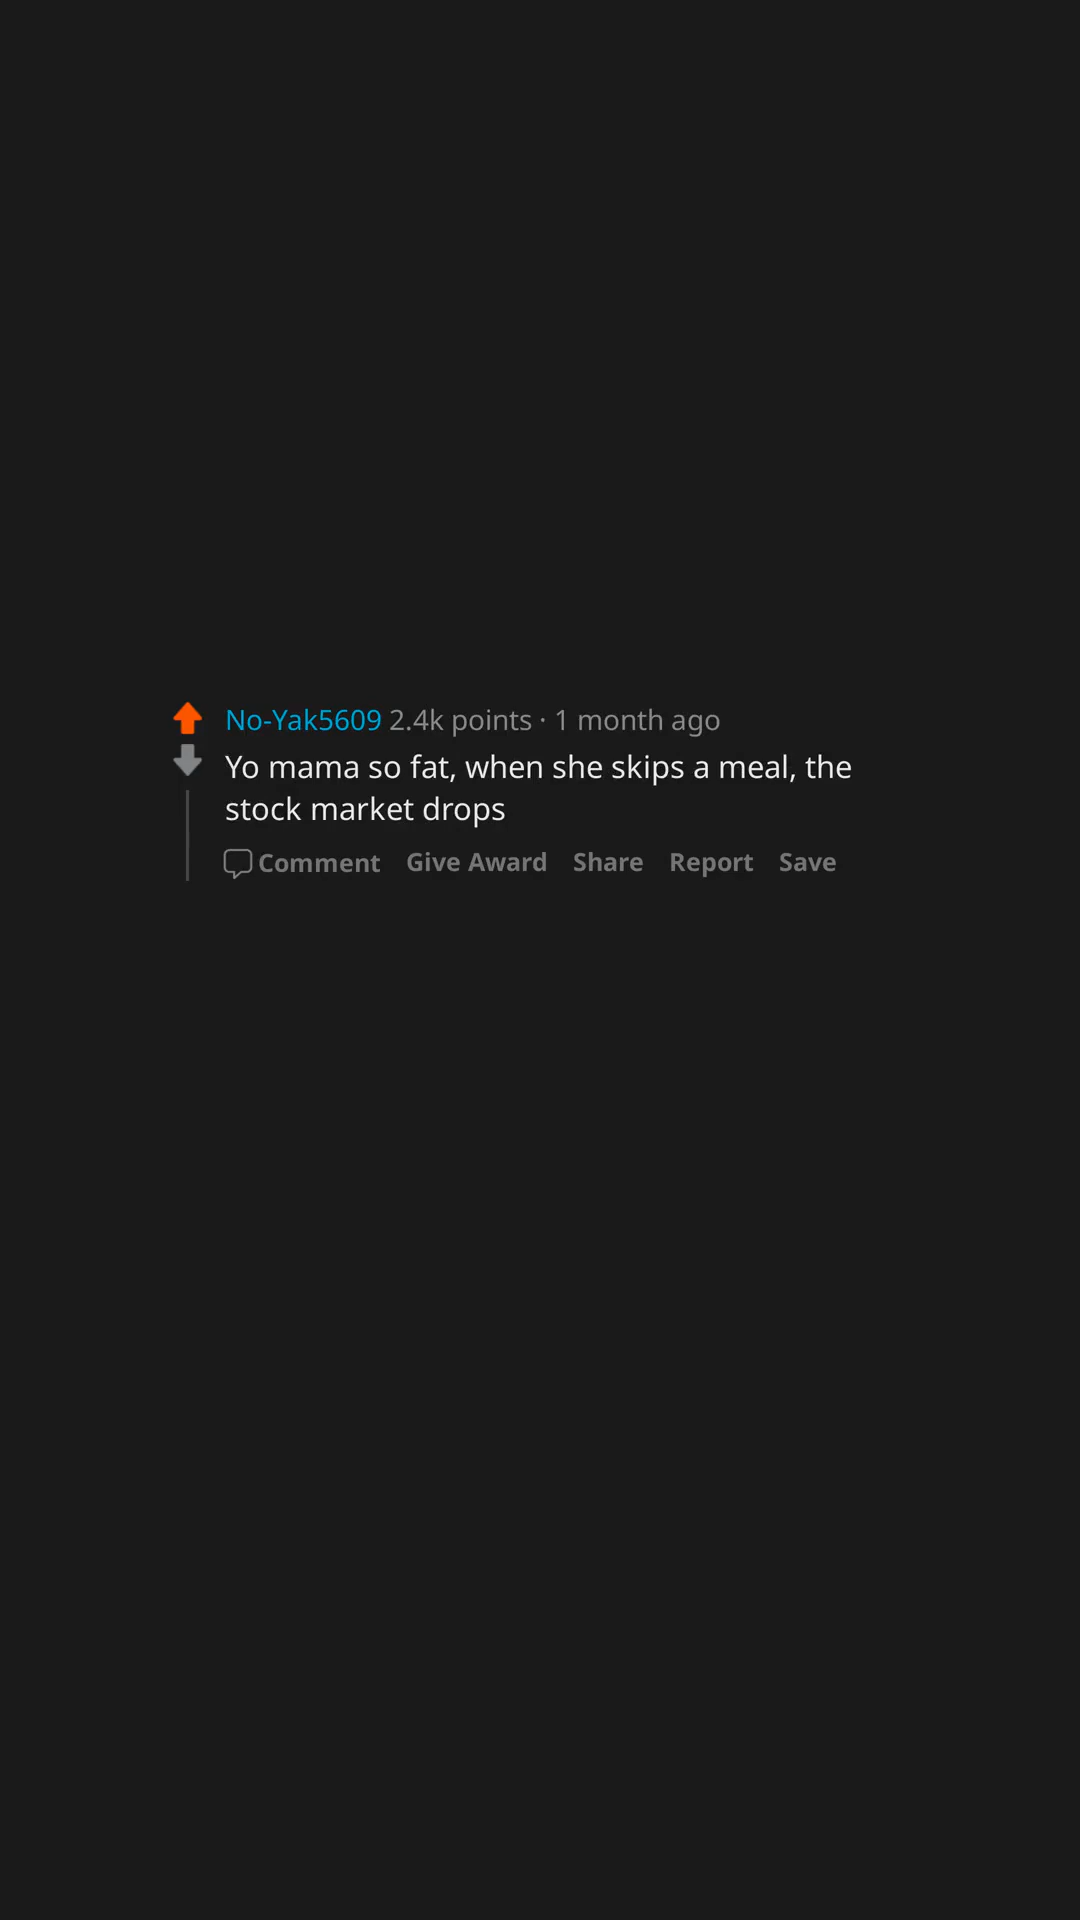 No-Yak5609 2.4k points · 1 month ago
Yo mama so fat, when she skips a meal, the
stock market drops
Comment Give Award Share Report Save